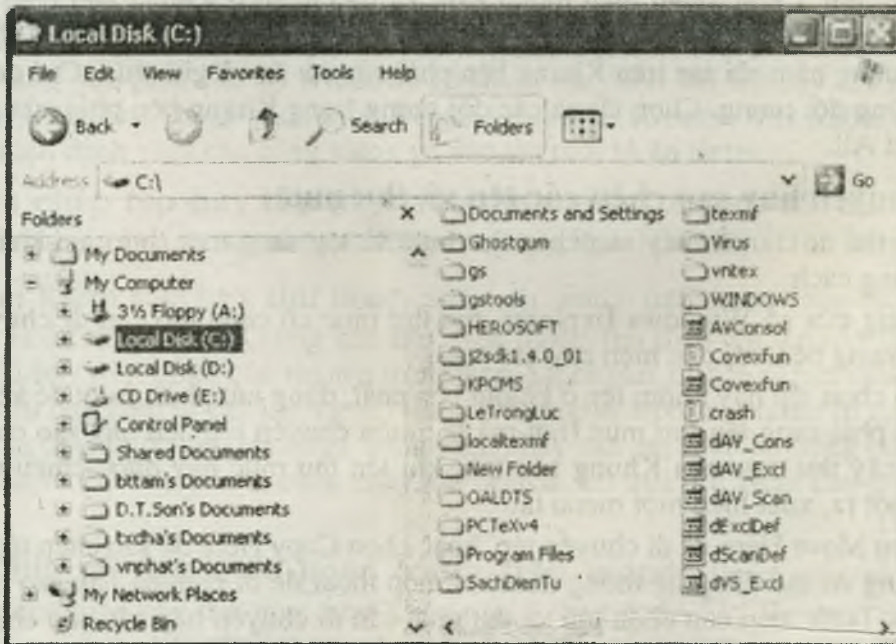 Local Disk (C:)
File Edit View Favorites Tools Help
Back Search Folders
Address C:\ Go
Folders
My Documents
My Computer
3½ Floppy (A:)
Local Disk (C:)
Local Disk (D:)
CD Drive (E:)
Control Panel
Shared Documents
bttam's Documents
D.T.Son's Documents
txdha's Documents
vnphat's Documents
My Network Places
Recycle Bin
Documents and Settings
Ghostgum
gs
gstools
HEROSOFT
j2sdk1.4.0_01
KPCMS
LeTrongLuc
localtexmf
New Folder
OALDTS
PCTeXv4
Program Files
SachDienTu
texmf
Virus
vntex
WINDOWS
AVConsol
Covexfun
Covexfun
crash
dAV_Cons
dAV_Excl
dAV_Scan
dExclDef
dScanDef
dVS_Excl